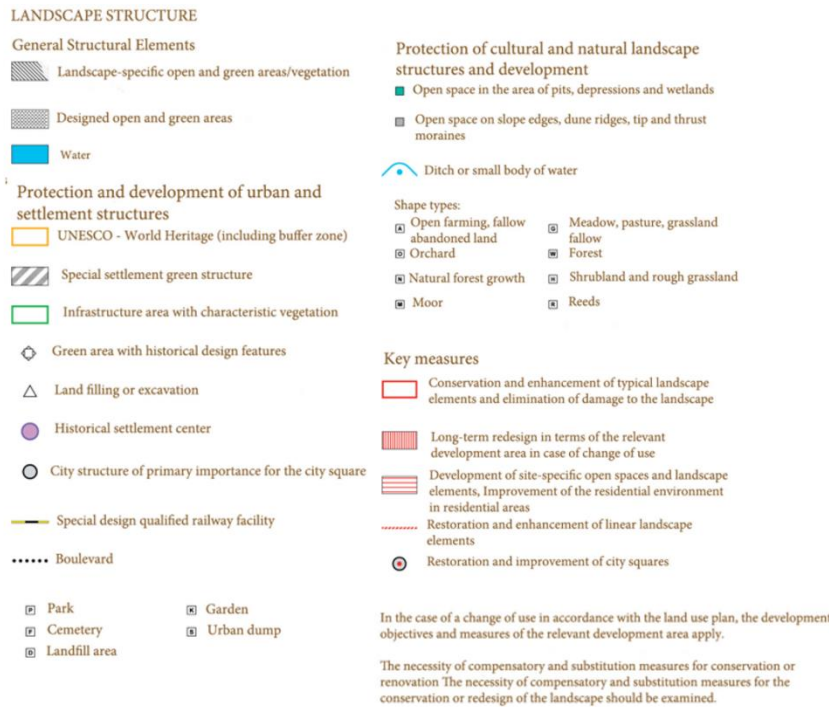 LANDSCAPE STRUCTURE
General Structural Elements
Landscape-specific open and green areas/vegetation
Designed open and green areas
Water
Protection and development of urban and
settlement structures
UNESCO - World Heritage (including buffer zone)
Special settlement green structure
Infrastructure area with characteristic vegetation
Green area with historical design features
Land filling or excavation
Historical settlement center
City structure of primary importance for the city square
Special design qualified railway facility
Boulevard
P Park
F Cemetery
D Landfill area
K Garden
B Urban dump
Protection of cultural and natural landscape
structures and development
Open space in the area of pits, depressions and wetlands
Open space on slope edges, dune ridges, tip and thrust
moraines
Ditch or small body of water
Shape types:
A Open farming, fallow
abandoned land
O Orchard
N Natural forest growth
M Moor
G Meadow, pasture, grassland
fallow
W Forest
H Shrubland and rough grassland
R Reeds
Key measures
Conservation and enhancement of typical landscape
elements and elimination of damage to the landscape
Long-term redesign in terms of the relevant
development area in case of change of use
Development of site-specific open spaces and landscape
elements, Improvement of the residential environment
in residential areas
Restoration and enhancement of linear landscape
elements
Restoration and improvement of city squares
In the case of a change of use in accordance with the land use plan, the development
objectives and measures of the relevant development area apply.
The necessity of compensatory and substitution measures for conservation or
renovation The necessity of compensatory and substitution measures for the
conservation or redesign of the landscape should be examined.